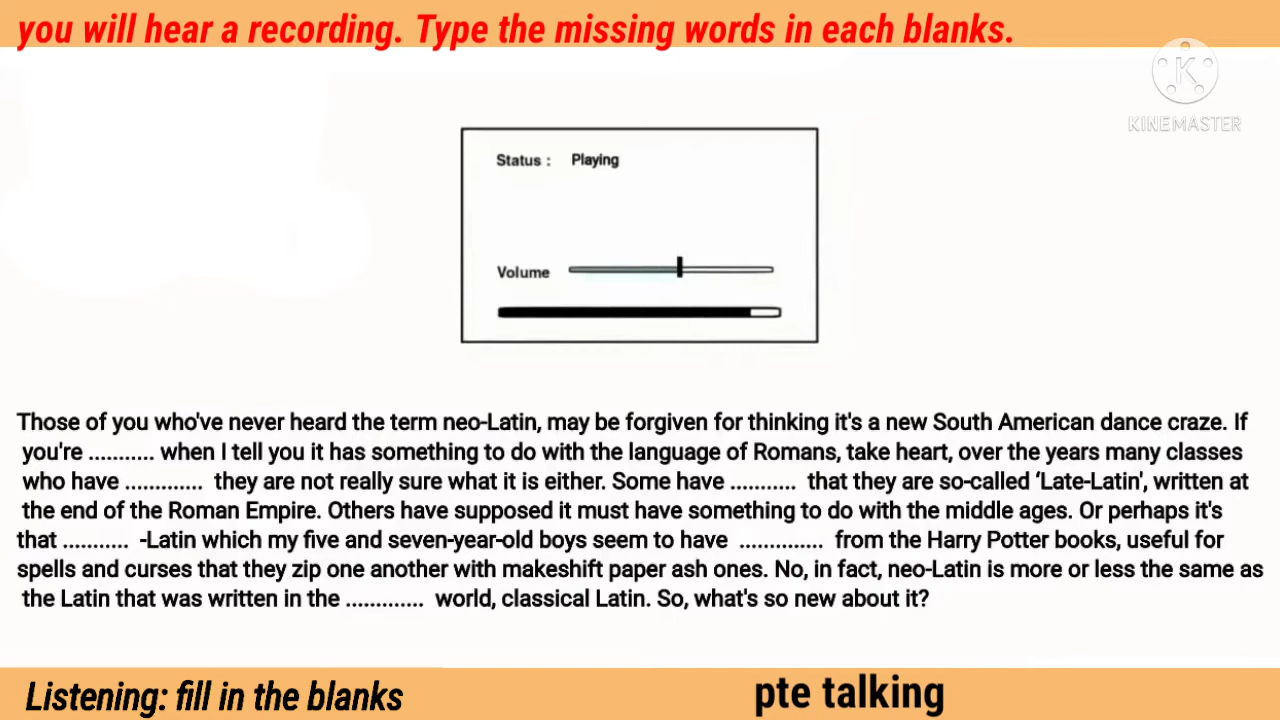 you will hear a recording. Type the missing words in each blanks.
KINEMASTER
Status : Playing
Volume
Those of you who've never heard the term neo-Latin, may be forgiven for thinking it's a new South American dance craze. If
you're ........... when I tell you it has something to do with the language of Romans, take heart, over the years many classes
who have ............. they are not really sure what it is either. Some have ........... that they are so-called ‘Late-Latin', written at
the end of the Roman Empire. Others have supposed it must have something to do with the middle ages. Or perhaps it's
that ........... -Latin which my five and seven-year-old boys seem to have .............. from the Harry Potter books, useful for
spells and curses that they zip one another with makeshift paper ash ones. No, in fact, neo-Latin is more or less the same as
the Latin that was written in the ............. world, classical Latin. So, what's so new about it?
Listening: fill in the blanks
pte talking